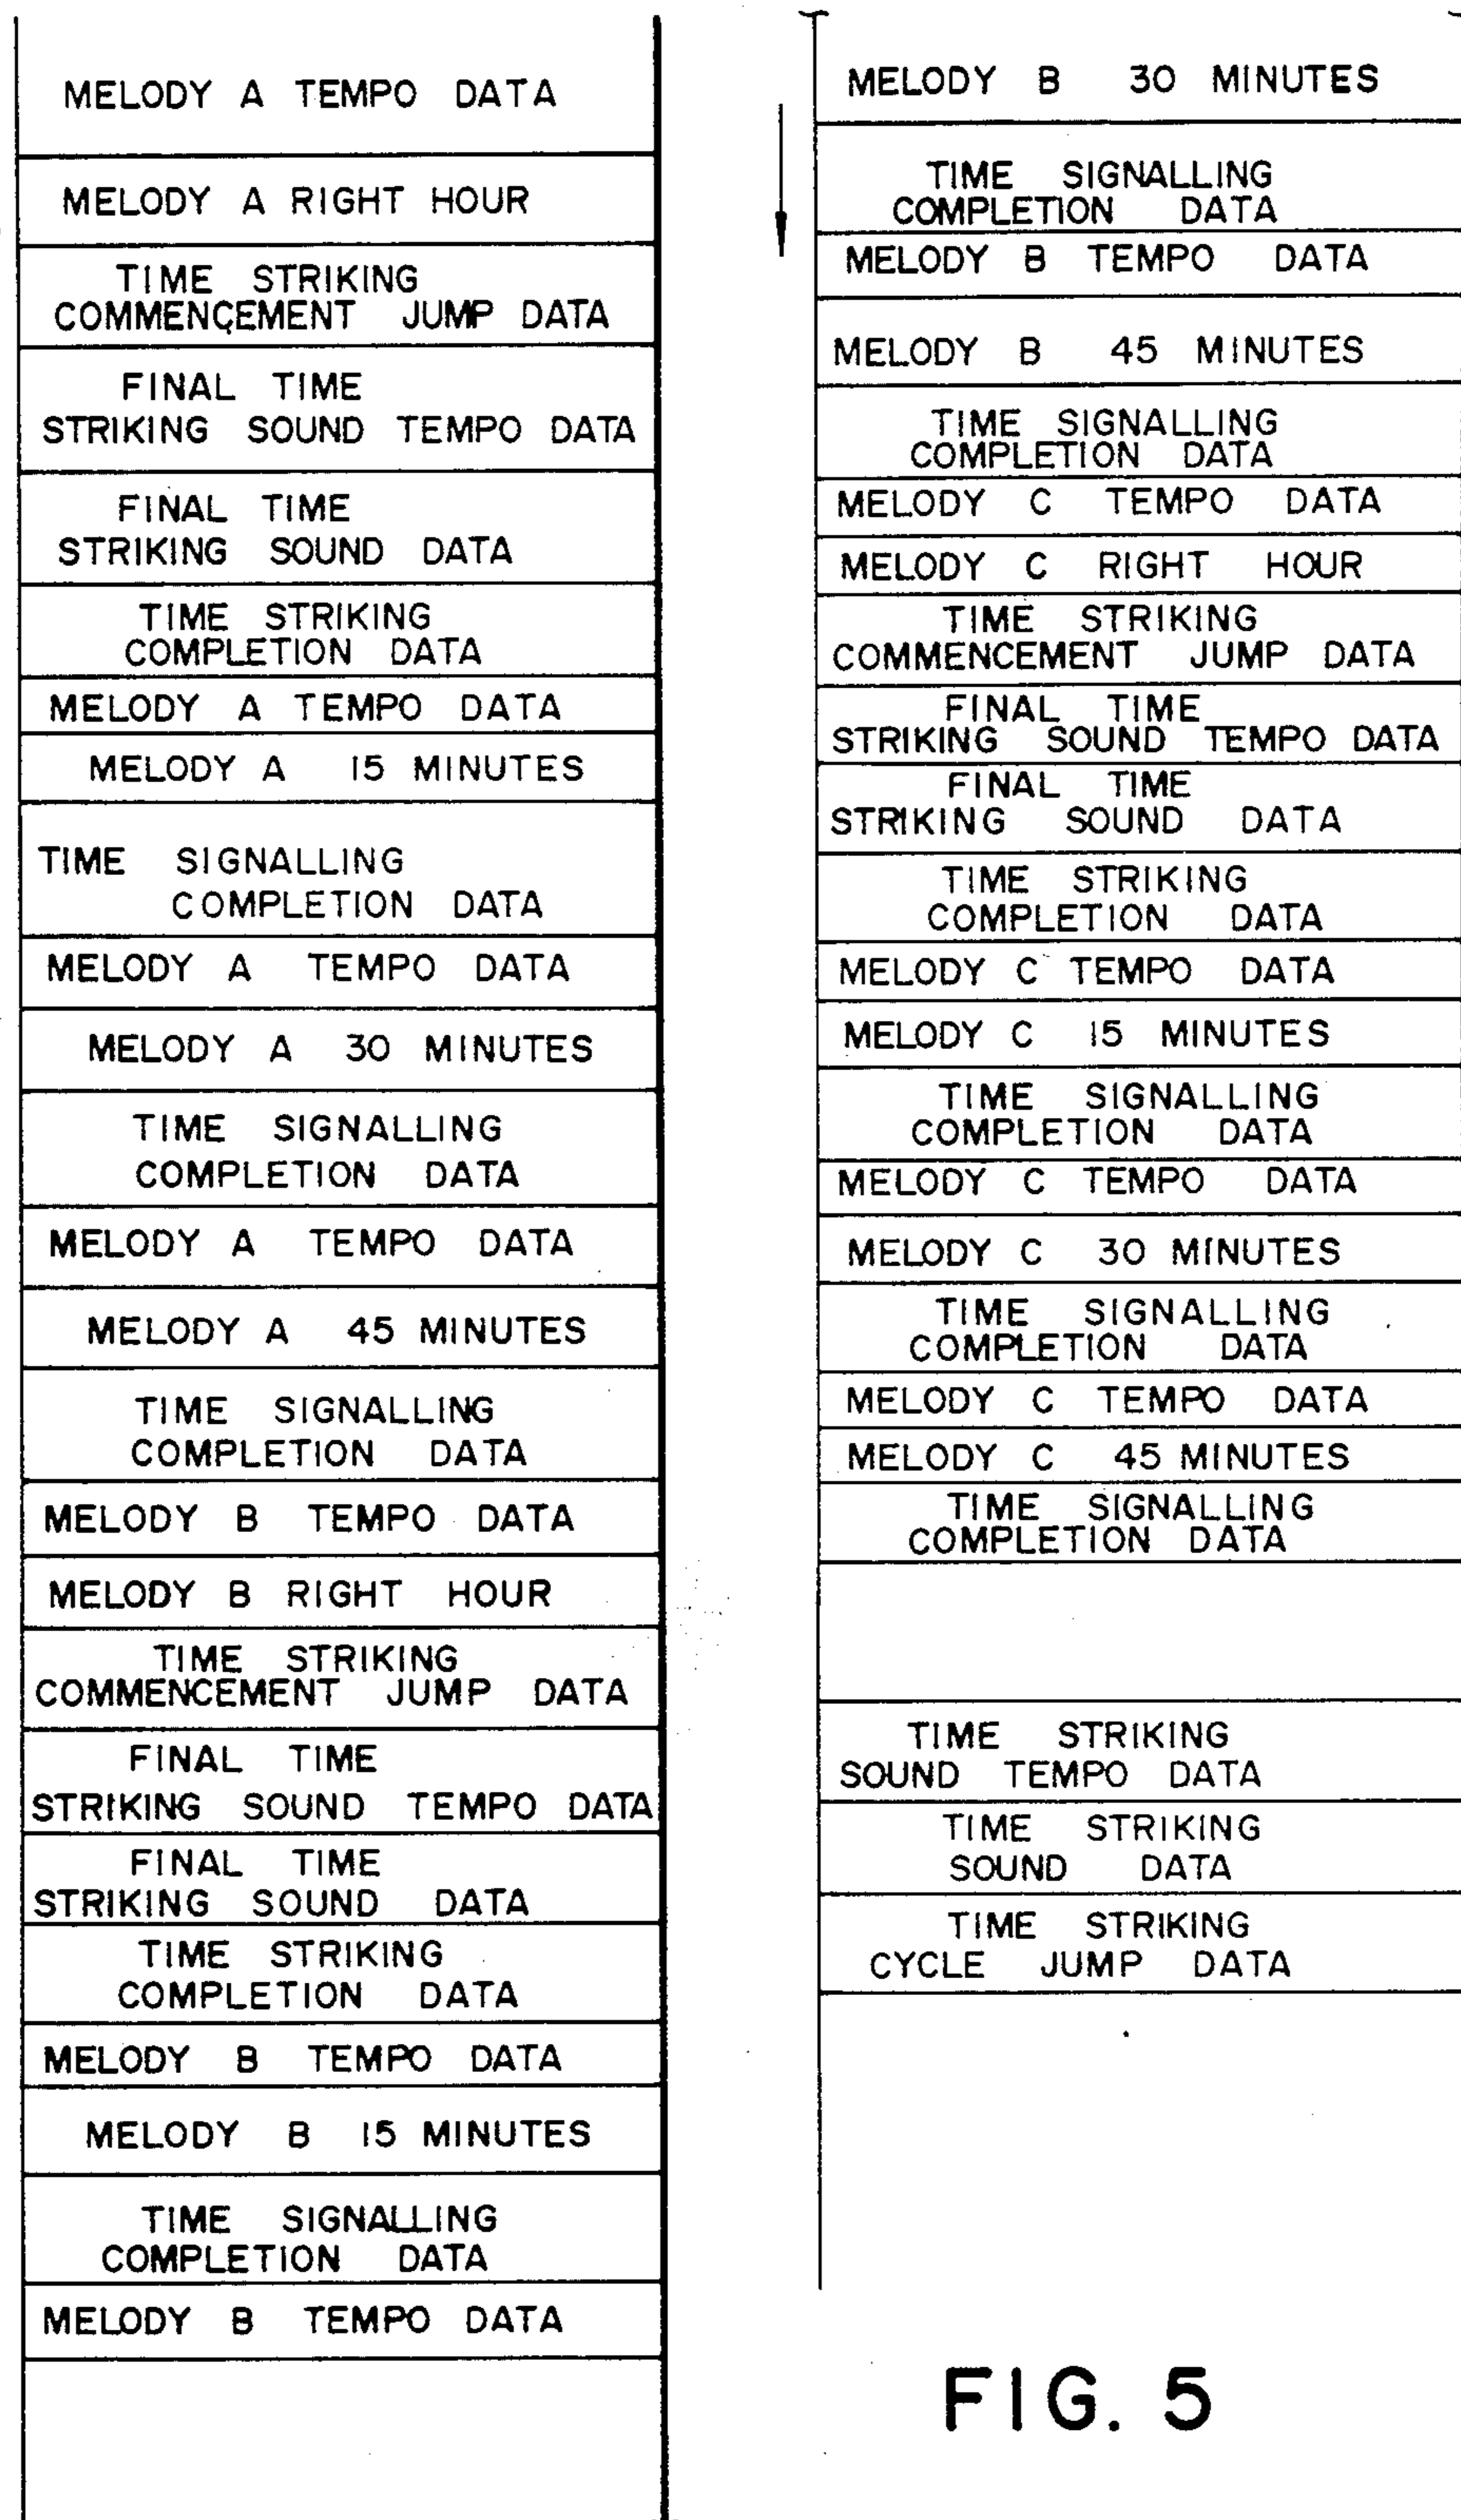 MELODY A TEMPO DATA
MELODY A RIGHT HOUR
TIME STRIKING
COMMENCEMENT JUMP DATA
FINAL TIME
STRIKING SOUND TEMPO DATA
FINAL TIME
STRIKING SOUND DATA
TIME STRIKING
COMPLETION DATA
MELODY A TEMPO DATA
MELODY A 15 MINUTES
TIME SIGNALLING
COMPLETION DATA
MELODY A TEMPO DATA
MELODY A 30 MINUTES
TIME SIGNALLING
COMPLETION DATA
MELODY A TEMPO DATA
MELODY A 45 MINUTES
TIME SIGNALLING
COMPLETION DATA
MELODY B TEMPO DATA
MELODY B RIGHT HOUR
TIME STRIKING
COMMENCEMENT JUMP DATA
FINAL TIME
STRIKING SOUND TEMPO DATA
FINAL TIME
STRIKING SOUND DATA
TIME STRIKING
COMPLETION DATA
MELODY B TEMPO DATA
MELODY B 15 MINUTES
TIME SIGNALLING
COMPLETION DATA
MELODY B TEMPO DATA
MELODY B 30 MINUTES
TIME SIGNALLING
COMPLETION DATA
MELODY B TEMPO DATA
MELODY B 45 MINUTES
TIME SIGNALLING
COMPLETION DATA
MELODY C TEMPO DATA
MELODY C RIGHT HOUR
TIME STRIKING
COMMENCEMENT JUMP DATA
FINAL TIME
STRIKING SOUND TEMPO DATA
FINAL TIME
STRIKING SOUND DATA
TIME STRIKING
COMPLETION DATA
MELODY C TEMPO DATA
MELODY C 15 MINUTES
TIME SIGNALLING
COMPLETION DATA
MELODY C TEMPO DATA
MELODY C 30 MINUTES
TIME SIGNALLING
COMPLETION DATA
MELODY C TEMPO DATA
MELODY C 45 MINUTES
TIME SIGNALLING
COMPLETION DATA
TIME STRIKING
SOUND TEMPO DATA
TIME STRIKING
SOUND DATA
TIME STRIKING
CYCLE JUMP DATA
FIG. 5